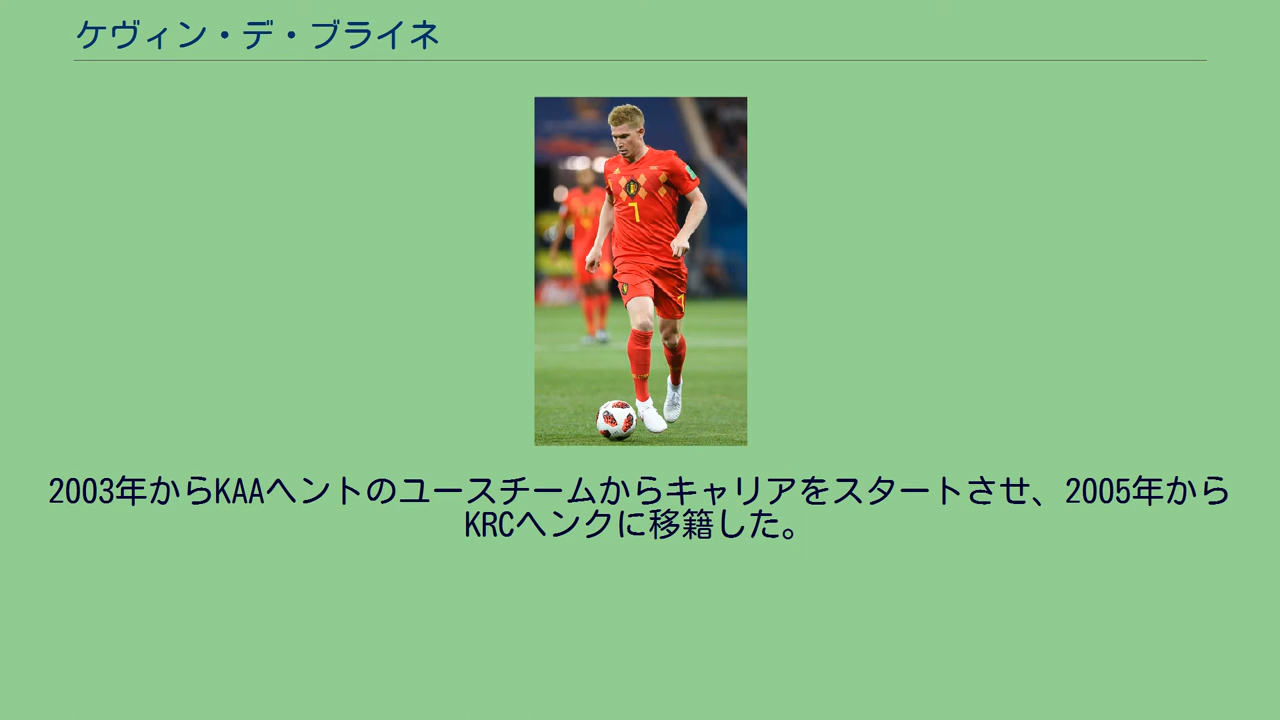 ケヴィン・デ・ブライネ
7
2003年からKAAヘントのユースチームからキャリアをスタートさせ、2005年から
KRCヘンクに移籍した。